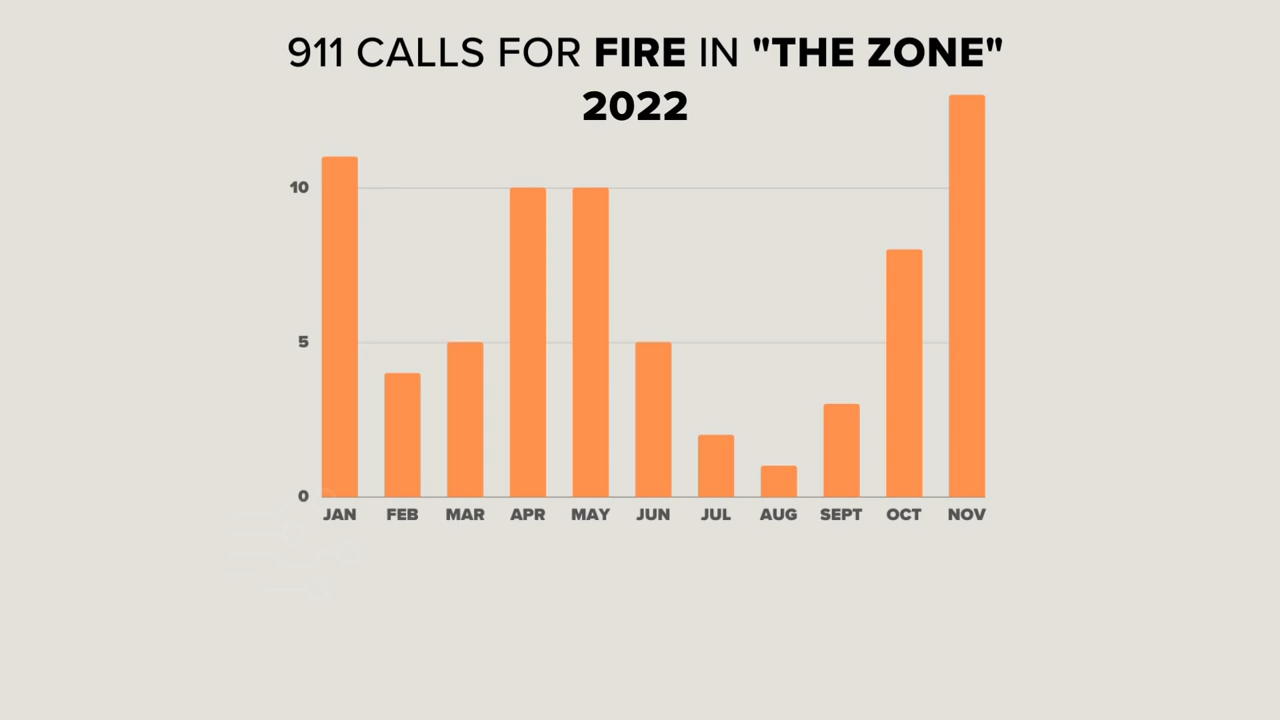 911 CALLS FOR FIRE IN "THE ZONE"
2022
10
5
0
JAN FEB MAR APR MAY JUN JUL AUG SEPT OCT NOV